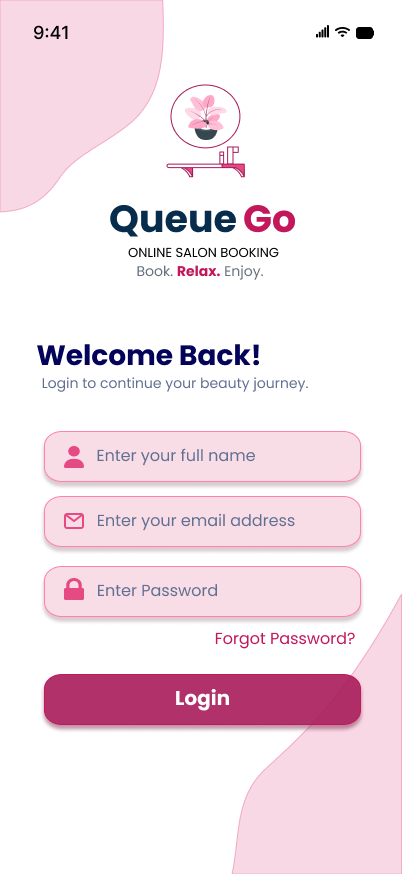 9:41
Queue Go
ONLINE SALON BOOKING
Book. Relax. Enjoy.
Welcome Back!
Login to continue your beauty journey.
Enter your full name
Enter your email address
Enter Password
Forgot Password?
Login